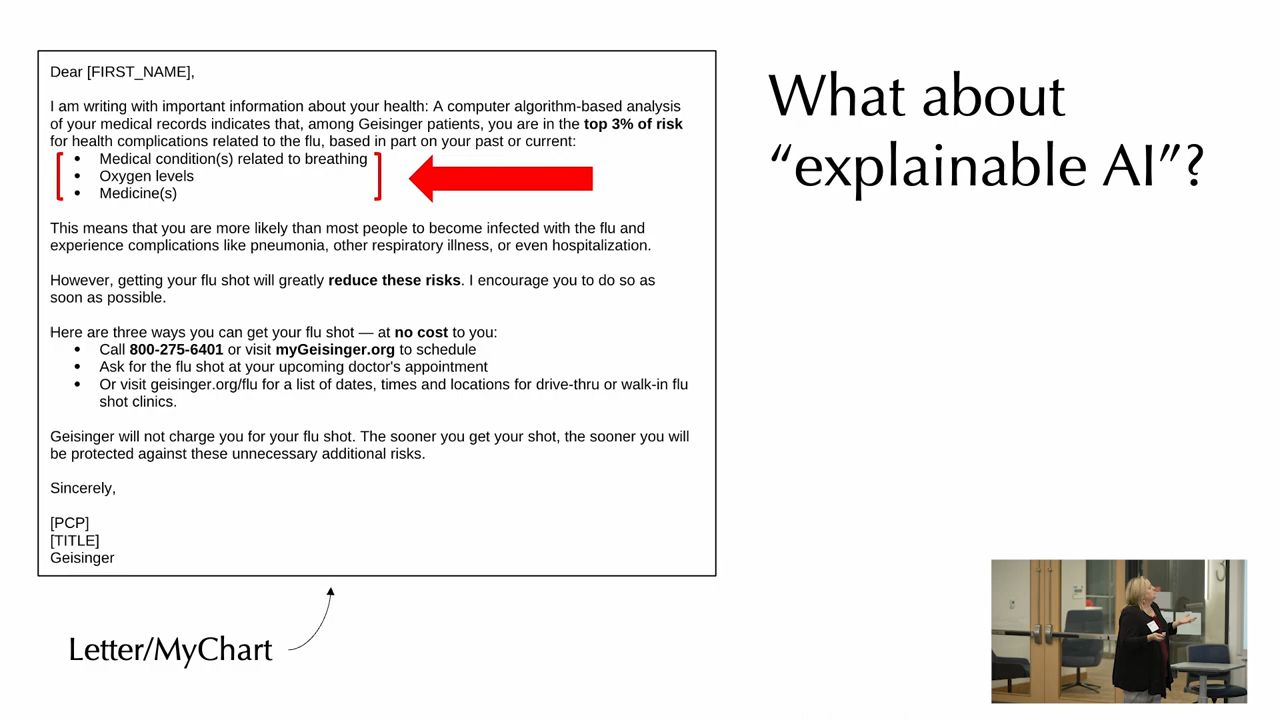 Dear [FIRST_NAME],
I am writing with important information about your health: A computer algorithm-based analysis
of your medical records indicates that, among Geisinger patients, you are in the top 3% of risk
for health complications related to the flu, based in part on your past or current:
• Medical condition(s) related to breathing
• Oxygen levels
• Medicine(s)
This means that you are more likely than most people to become infected with the flu and
experience complications like pneumonia, other respiratory illness, or even hospitalization.
However, getting your flu shot will greatly reduce these risks. I encourage you to do so as
soon as possible.
Here are three ways you can get your flu shot — at no cost to you:
• Call 800-275-6401 or visit myGeisinger.org to schedule
• Ask for the flu shot at your upcoming doctor's appointment
• Or visit geisinger.org/flu for a list of dates, times and locations for drive-thru or walk-in flu
shot clinics.
Geisinger will not charge you for your flu shot. The sooner you get your shot, the sooner you will
be protected against these unnecessary additional risks.
Sincerely,
[PCP]
[TITLE]
Geisinger
Letter/MyChart
What about
“explainable AI”?